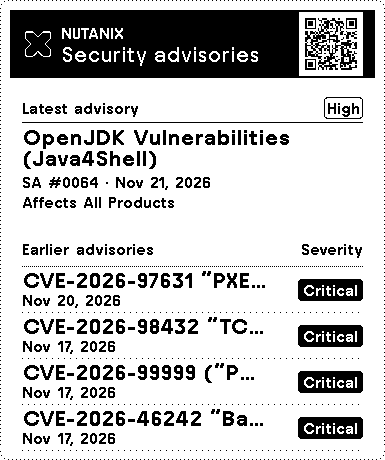 NUTANIX
Security advisories
Latest advisory High
OpenJDK Vulnerabilities
(Java4Shell)
SA #0064 · Nov 21, 2026
Affects All Products
Earlier advisories Severity
CVE-2026-97631 "PXE...
Nov 20, 2026
Critical
CVE-2026-98432 "TC...
Nov 17, 2026
Critical
CVE-2026-99999 ("P...
Nov 17, 2026
Critical
CVE-2026-46242 "Ba...
Nov 17, 2026
Critical